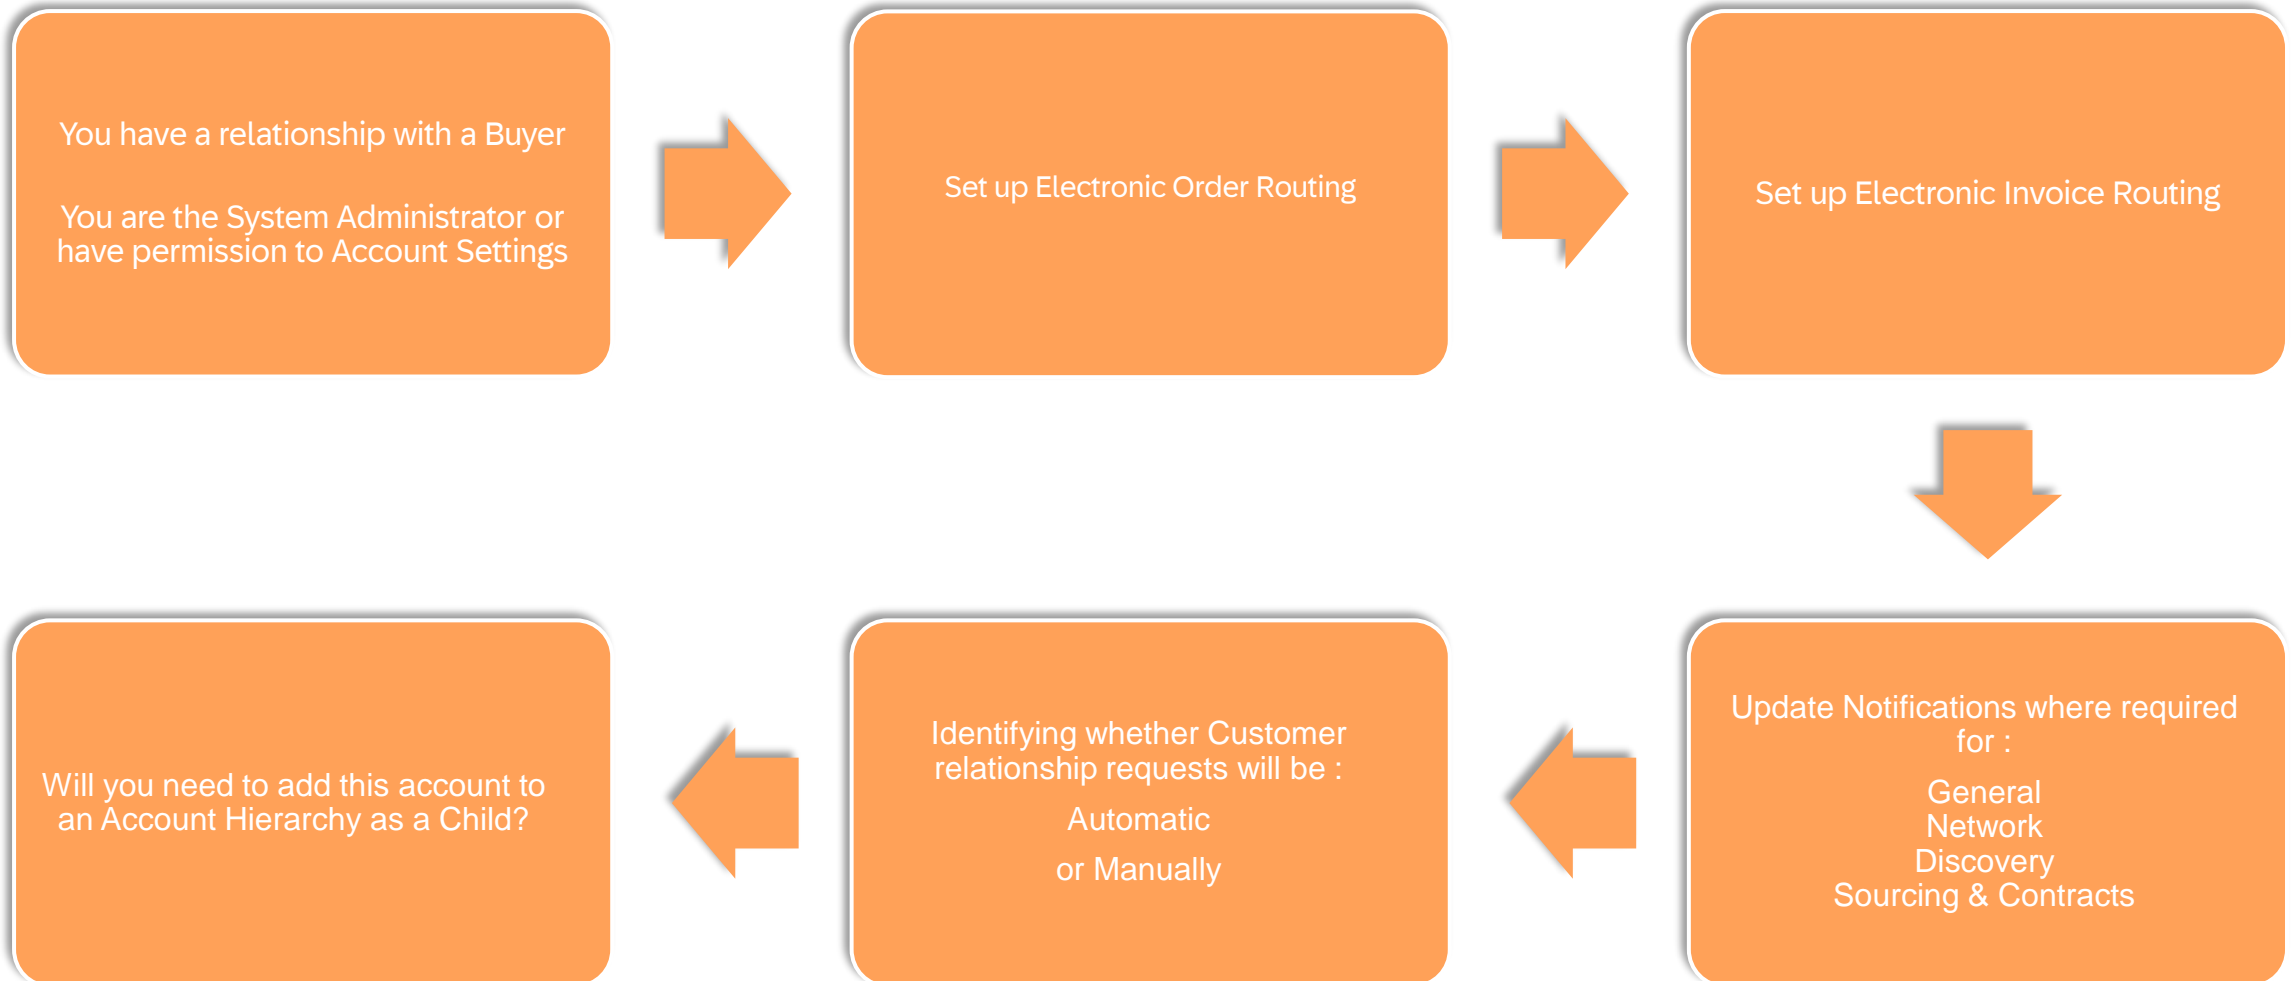 You have a relationship with a Buyer
You are the System Administrator or
have permission to Account Settings
Set up Electronic Order Routing
Set up Electronic Invoice Routing
Update Notifications where required
for :
General
Network
Discovery
Sourcing & Contracts
Identifying whether Customer
relationship requests will be :
Automatic
or Manually
Will you need to add this account to
an Account Hierarchy as a Child?